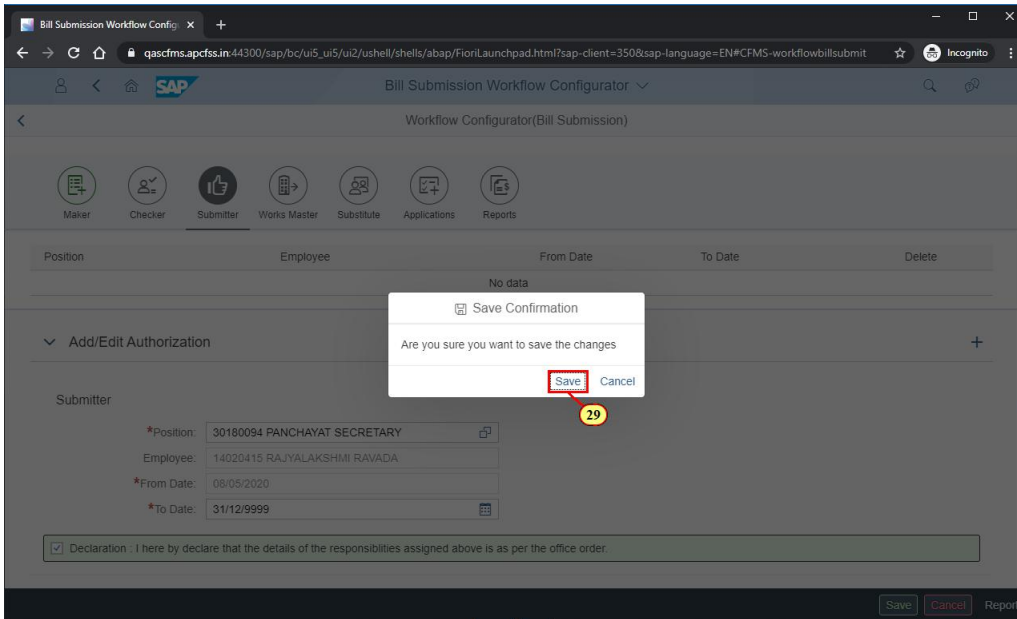 Bill Submission Workflow Config
qascfms.apcfss.in:44300/sap/bc/ui5_ui5/ui2/ushell/shells/abap/FioriLaunchpad.html?sap-client=350&sap-language=EN#CFMS-workflowbillsubmit Incognito
SAP Bill Submission Workflow Configurator
Workflow Configurator(Bill Submission)
Maker Checker Submitter Works Master Substitute Applications Reports
Position Employee From Date To Date Delete
No data
Save Confirmation
Are you sure you want to save the changes
Save Cancel
29
Add/Edit Authorization
Submitter
*Position: 30180094 PANCHAYAT SECRETARY
Employee: 14020415 RAJYALAKSHMI RAVADA
*From Date: 08/05/2020
*To Date: 31/12/9999
Declaration : I here by declare that the details of the responsiblities assigned above is as per the office order.
Save Cancel Report